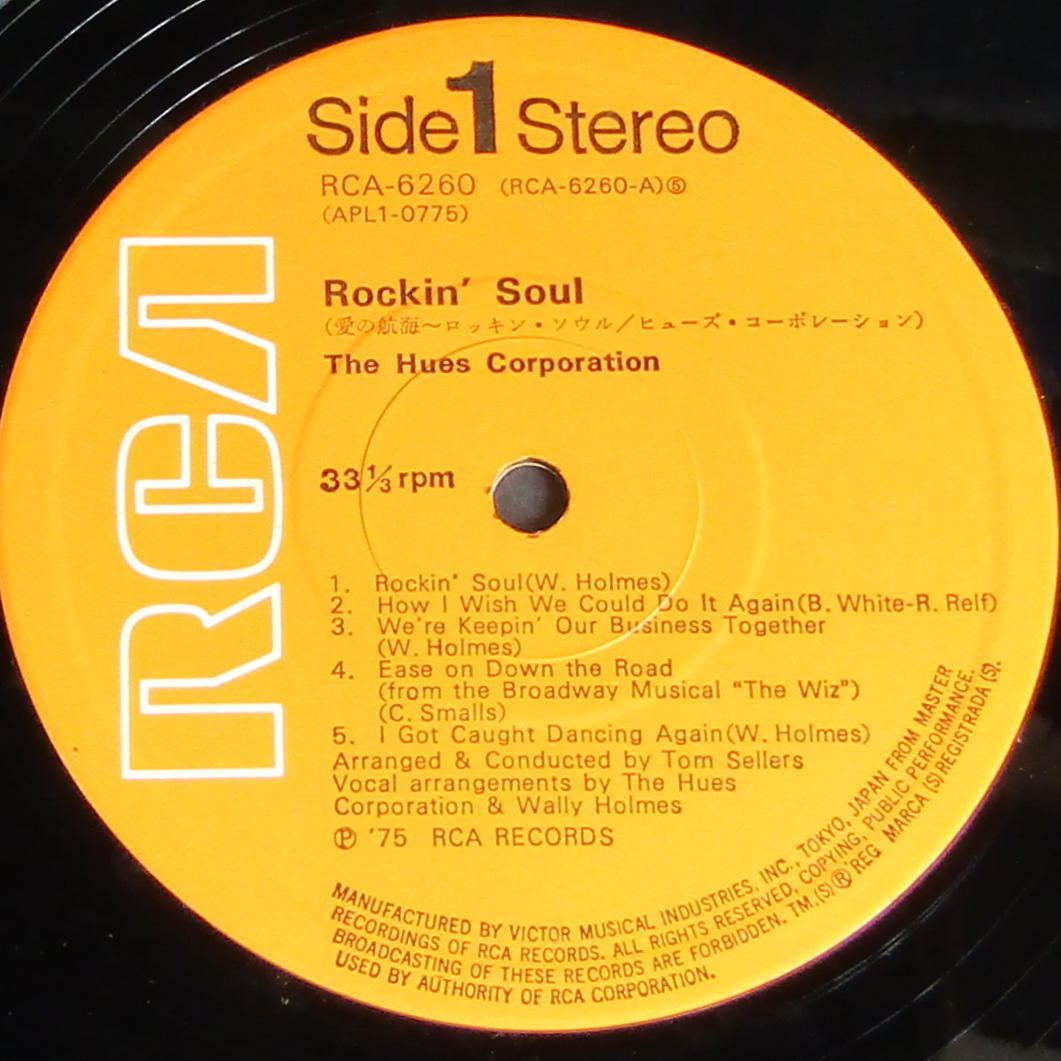 Side 1 Stereo
RCA-6260 (RCA-6260-A)⑤
(APL1-0775)
RCA
Rockin' Soul
(愛の航海〜ロッキン・ソウル/ヒューズ・コーポレーション)
The Hues Corporation
33⅓ rpm
1. Rockin' Soul(W. Holmes)
2. How I Wish We Could Do It Again(B. White-R. Relf)
3. We're Keepin' Our Business Together
(W. Holmes)
4. Ease on Down the Road
(from the Broadway Musical "The Wiz")
(C. Smalls)
5. I Got Caught Dancing Again(W. Holmes)
Arranged & Conducted by Tom Sellers
Vocal arrangements by The Hues
Corporation & Wally Holmes
Ⓟ '75 RCA RECORDS
MANUFACTURED BY VICTOR MUSICAL INDUSTRIES, INC., TOKYO, JAPAN FROM MASTER
RECORDINGS OF RCA RECORDS. ALL RIGHTS RESERVED, COPYING, PUBLIC PERFORMANCE,
BROADCASTING OF THESE RECORDS ARE FORBIDDEN. TM.(S)® REG MARCA (S) REGISTRADA (S).
USED BY AUTHORITY OF RCA CORPORATION.